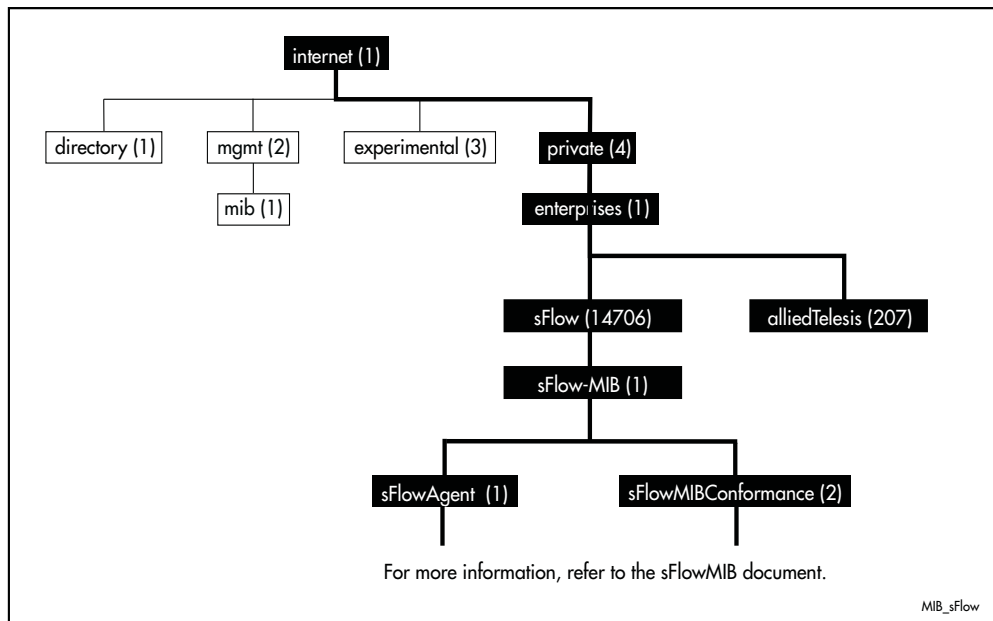 internet (1)
directory (1)
mgmt (2)
experimental (3)
private (4)
mib (1)
enterprises (1)
sFlow (14706)
alliedTelesis (207)
sFlow-MIB (1)
sFlowAgent (1)
sFlowMIBConformance (2)
For more information, refer to the sFlowMIB document.
MIB_sFlow